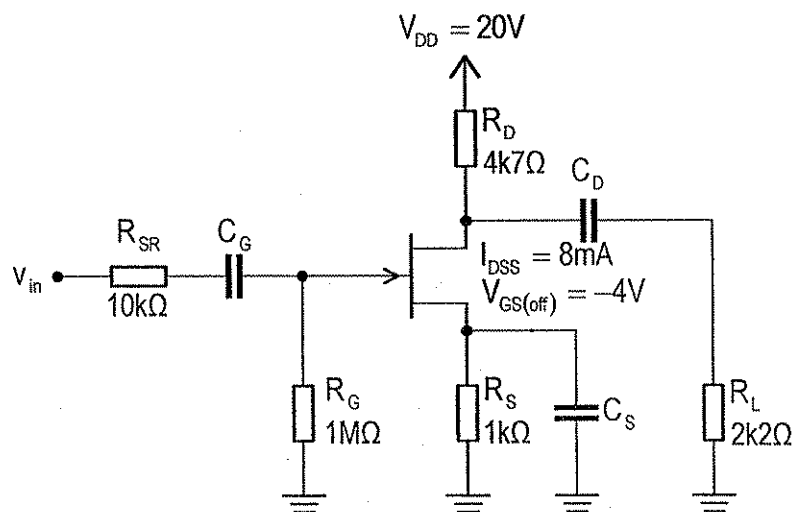 V_DD = 20V
R_D
4k7Ω
C_D
R_SR
C_G
I_DSS = 8mA
v_in
10kΩ
V_GS(off) = –4V
R_G
1MΩ
R_S
1kΩ
C_S
R_L
2k2Ω